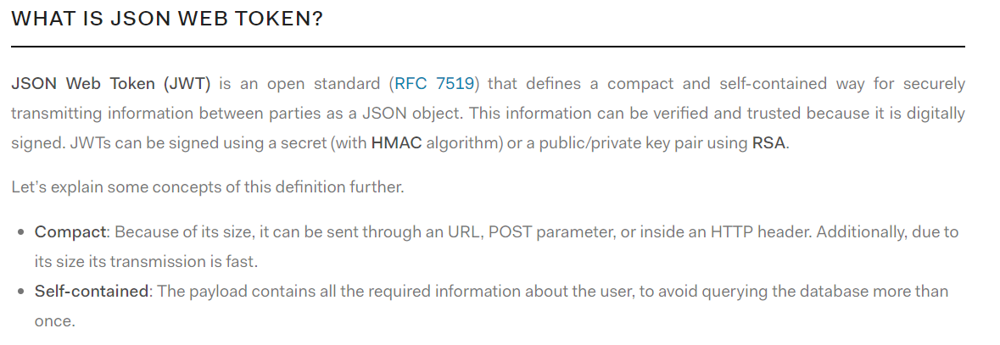 WHAT IS JSON WEB TOKEN?
JSON Web Token (JWT) is an open standard (RFC 7519) that defines a compact and self-contained way for securely
transmitting information between parties as a JSON object. This information can be verified and trusted because it is digitally
signed. JWTs can be signed using a secret (with HMAC algorithm) or a public/private key pair using RSA.
Let's explain some concepts of this definition further.
• Compact: Because of its size, it can be sent through an URL, POST parameter, or inside an HTTP header. Additionally, due to
its size its transmission is fast.
• Self-contained: The payload contains all the required information about the user, to avoid querying the database more than
once.